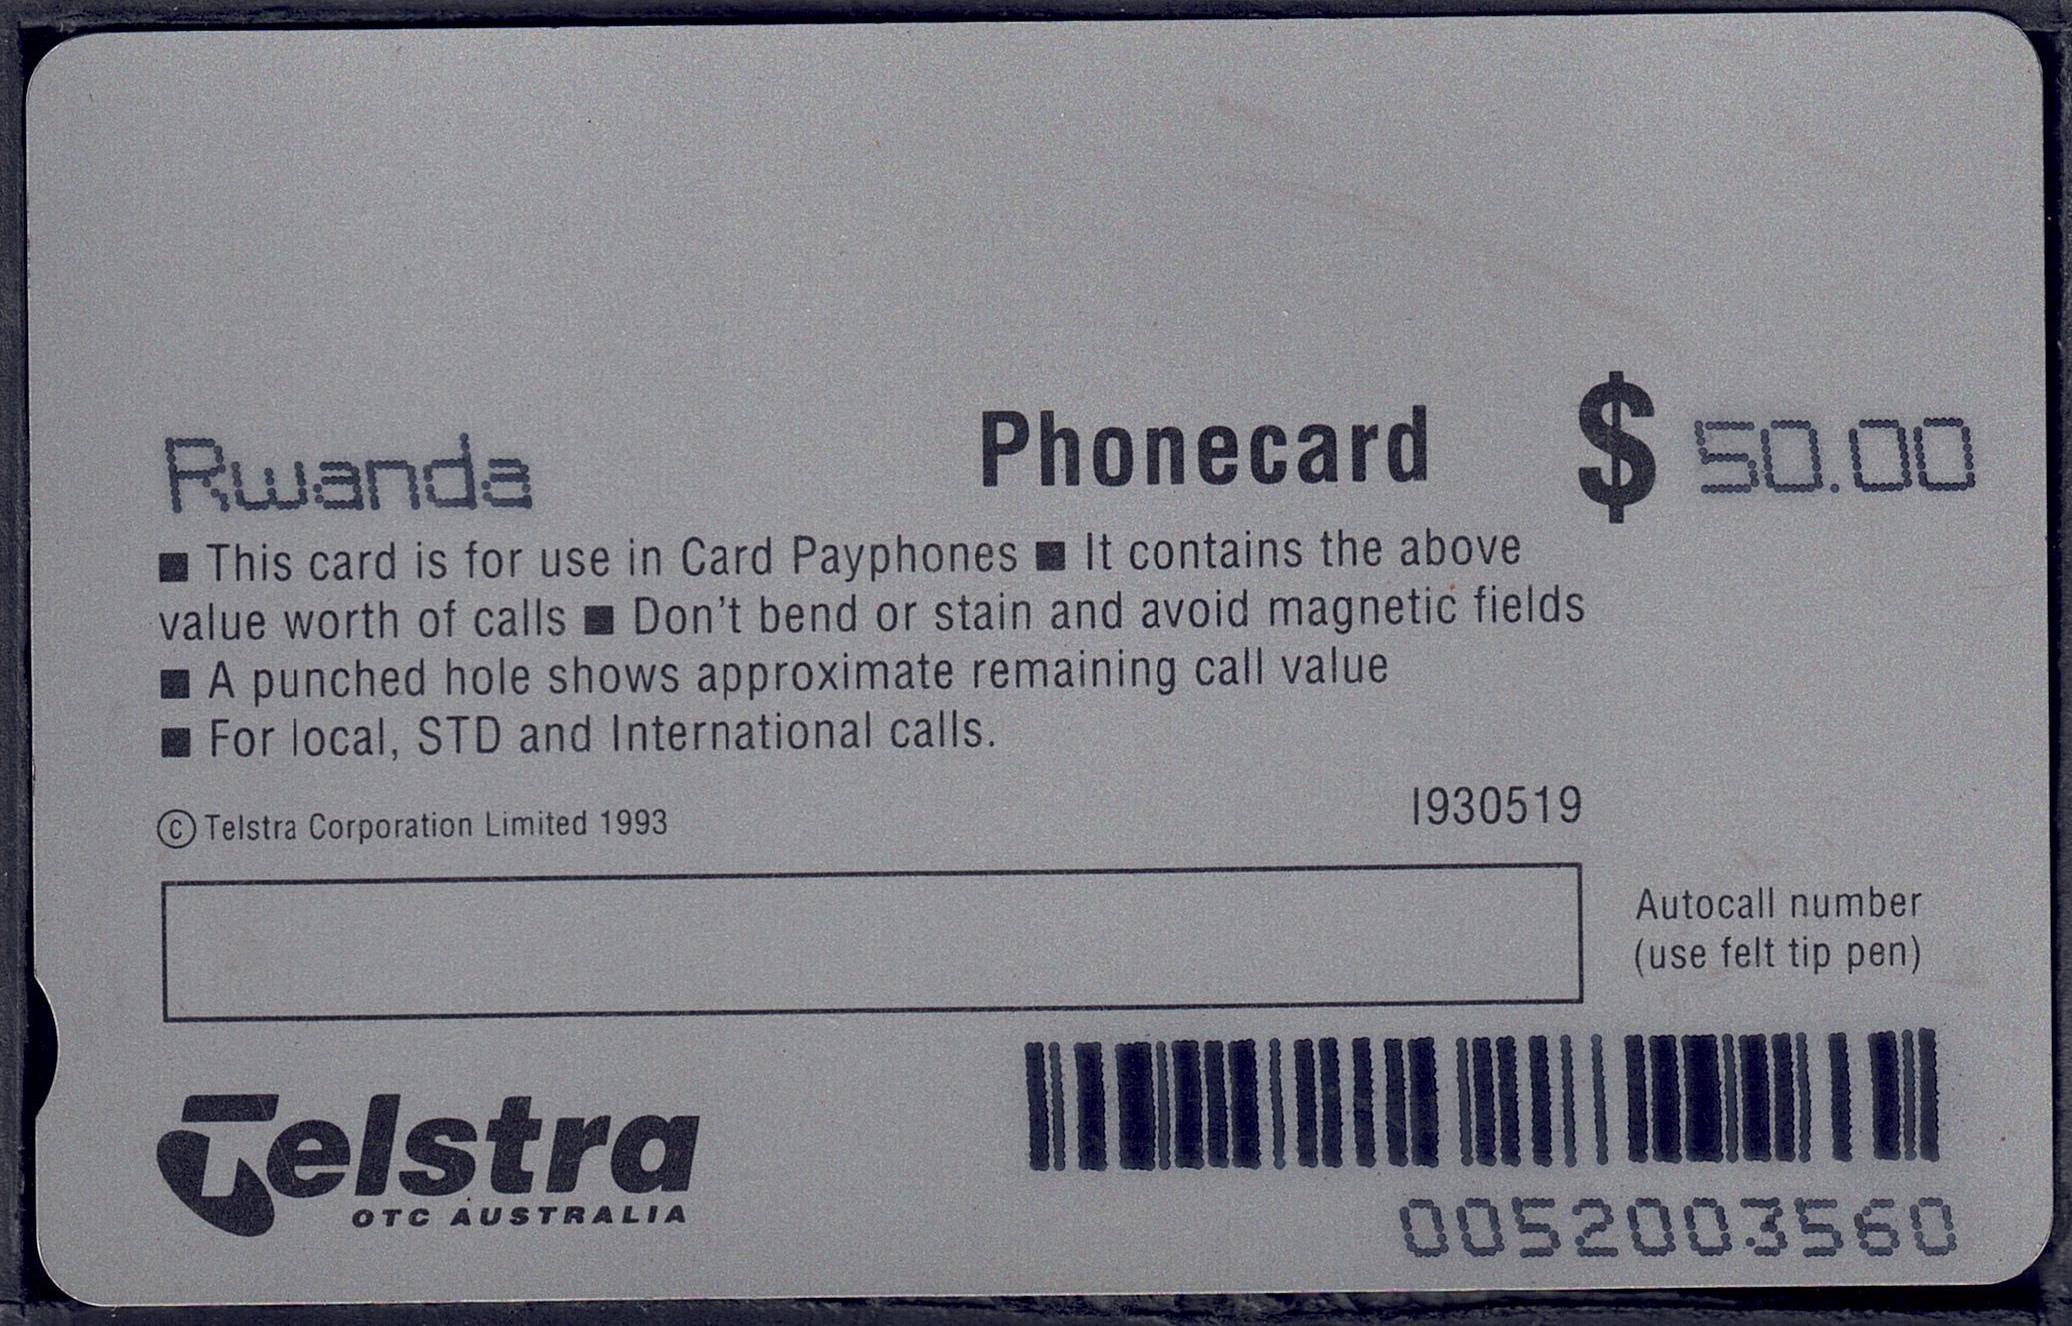 Rwanda Phonecard $ 50.00
■ This card is for use in Card Payphones ■ It contains the above
value worth of calls ■ Don't bend or stain and avoid magnetic fields
■ A punched hole shows approximate remaining call value
■ For local, STD and International calls.
© Telstra Corporation Limited 1993 I930519
Autocall number
(use felt tip pen)
Telstra
OTC AUSTRALIA
0052003560